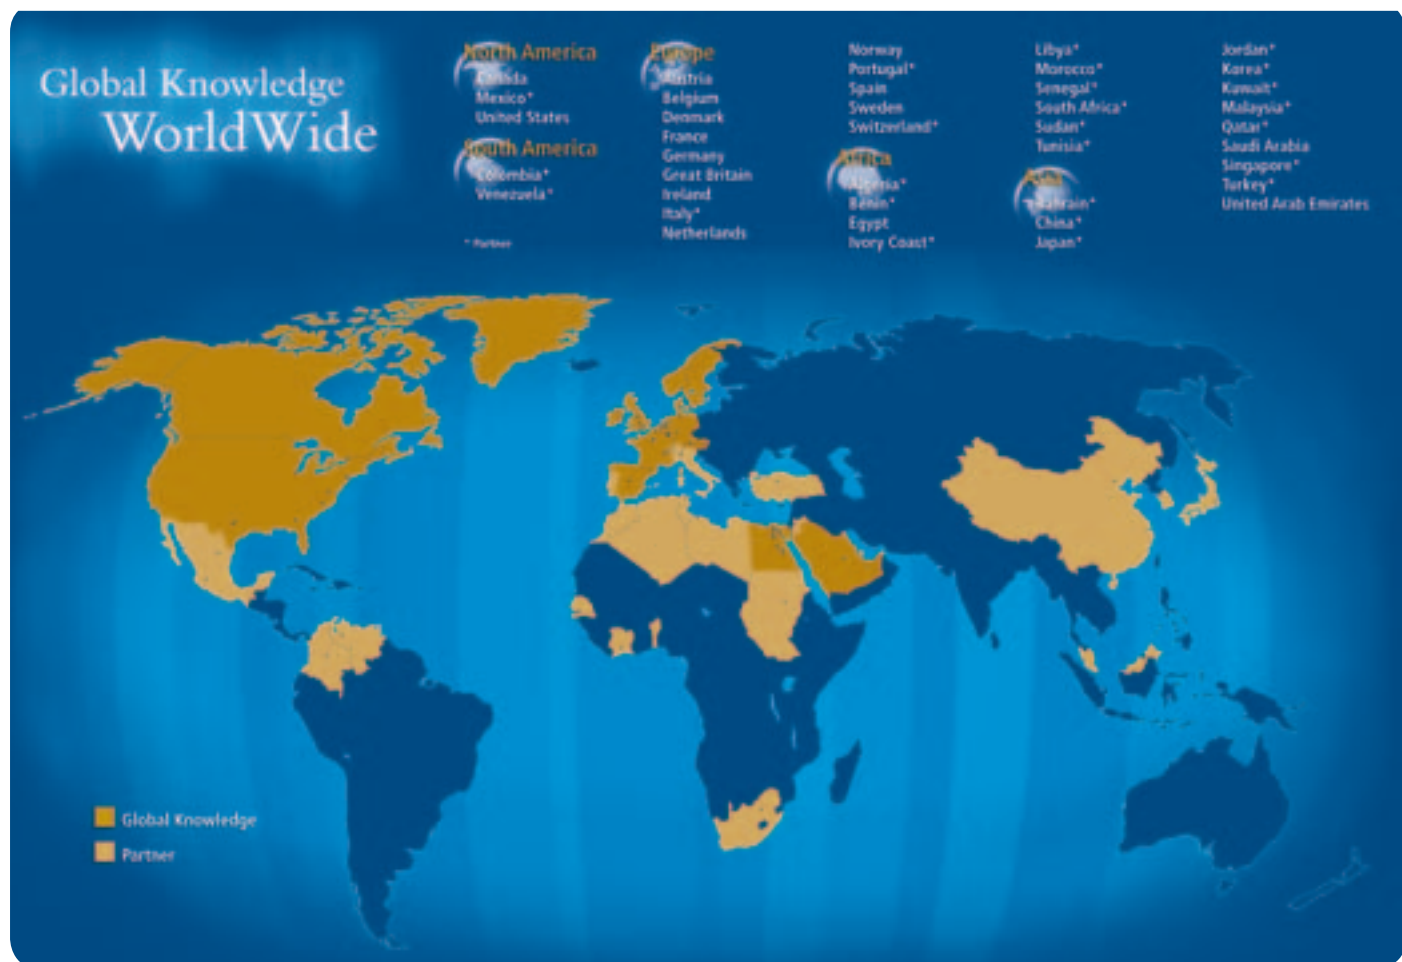 Global Knowledge
WorldWide
North America
Canada
Mexico*
United States
South America
Colombia*
Venezuela*
* Partner
Europe
Austria
Belgium
Denmark
France
Germany
Great Britain
Ireland
Italy*
Netherlands
Norway
Portugal*
Spain
Sweden
Switzerland*
Africa
Algeria*
Benin*
Egypt
Ivory Coast*
Libya*
Morocco*
Senegal*
South Africa*
Sudan*
Tunisia*
Asia
Bahrain*
China*
Japan*
Jordan*
Korea*
Kuwait*
Malaysia*
Qatar*
Saudi Arabia
Singapore*
Turkey*
United Arab Emirates
Global Knowledge
Partner